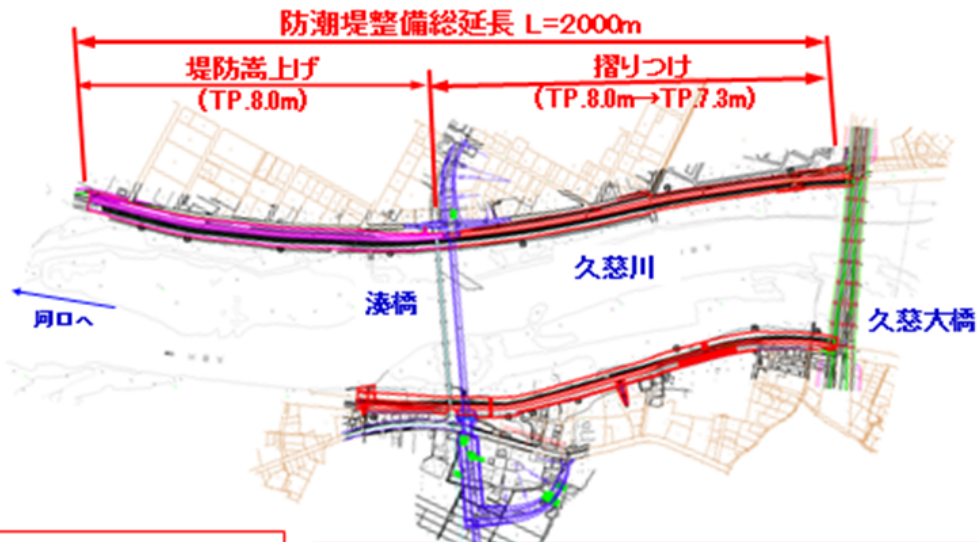 防潮堤整備総延長 L=2000m
堤防嵩上げ
(TP.8.0m)
摺りつけ
(TP.8.0m→TP.7.3m)
久慈川
湊橋
河口へ
久慈大橋